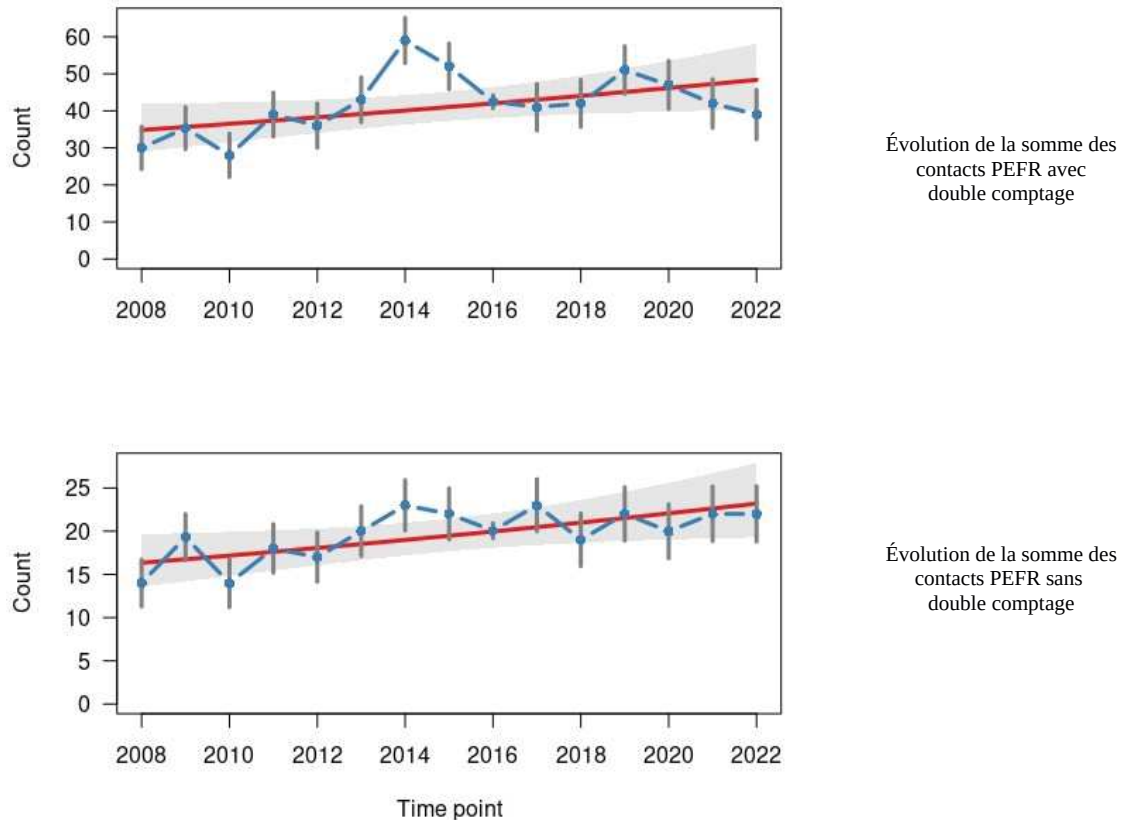 Count
60
50
40
30
20
10
0
2008 2010 2012 2014 2016 2018 2020 2022
Évolution de la somme des
contacts PEFR avec
double comptage
Count
25
20
15
10
5
0
2008 2010 2012 2014 2016 2018 2020 2022
Time point
Évolution de la somme des
contacts PEFR sans
double comptage